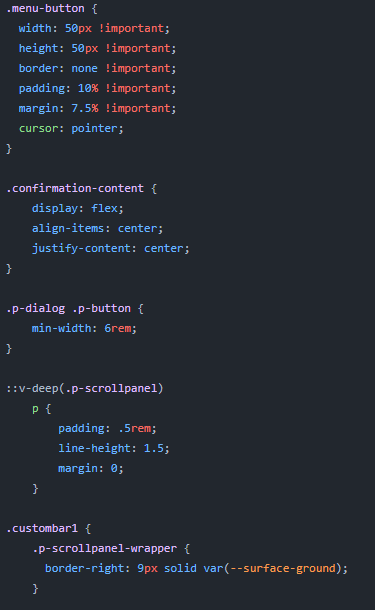 .menu-button {
  width: 50px !important;
  height: 50px !important;
  border: none !important;
  padding: 10% !important;
  margin: 7.5% !important;
  cursor: pointer;
}

.confirmation-content {
    display: flex;
    align-items: center;
    justify-content: center;
}

.p-dialog .p-button {
    min-width: 6rem;
}

::v-deep(.p-scrollpanel)
    p {
        padding: .5rem;
        line-height: 1.5;
        margin: 0;
    }

.custombar1 {
    .p-scrollpanel-wrapper {
      border-right: 9px solid var(--surface-ground);
    }